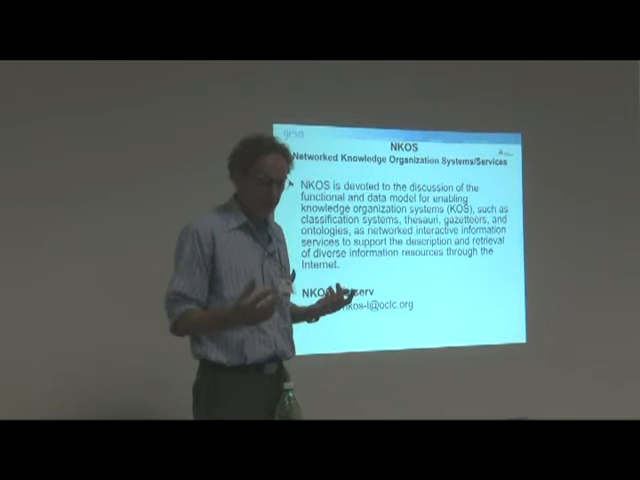 gesis
NKOS
Networked Knowledge Organization Systems/Services
NKOS is devoted to the discussion of the
functional and data model for enabling
knowledge organization systems (KOS), such as
classification systems, thesauri, gazetteers, and
ontologies, as networked interactive information
services to support the description and retrieval
of diverse information resources through the
Internet.
NKOS
nkos-l@oclc.org